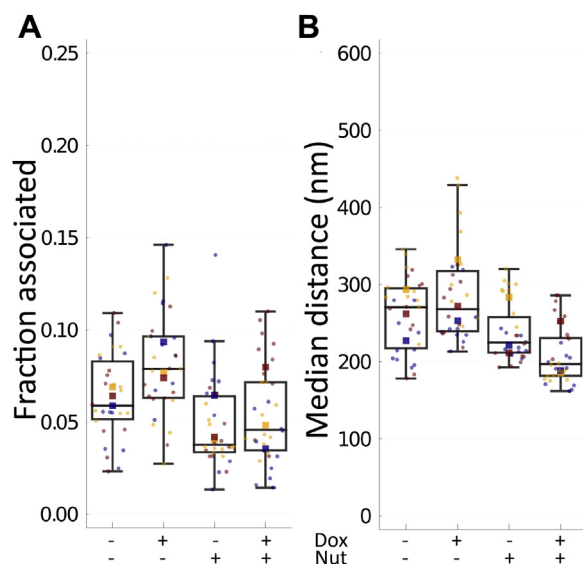 A
Fraction associated
0.25
0.20
0.15
0.10
0.05
0.00
- + - +
- - + +
B
Median distance (nm)
600
500
400
300
200
100
0
Dox - + - +
Nut - - + +